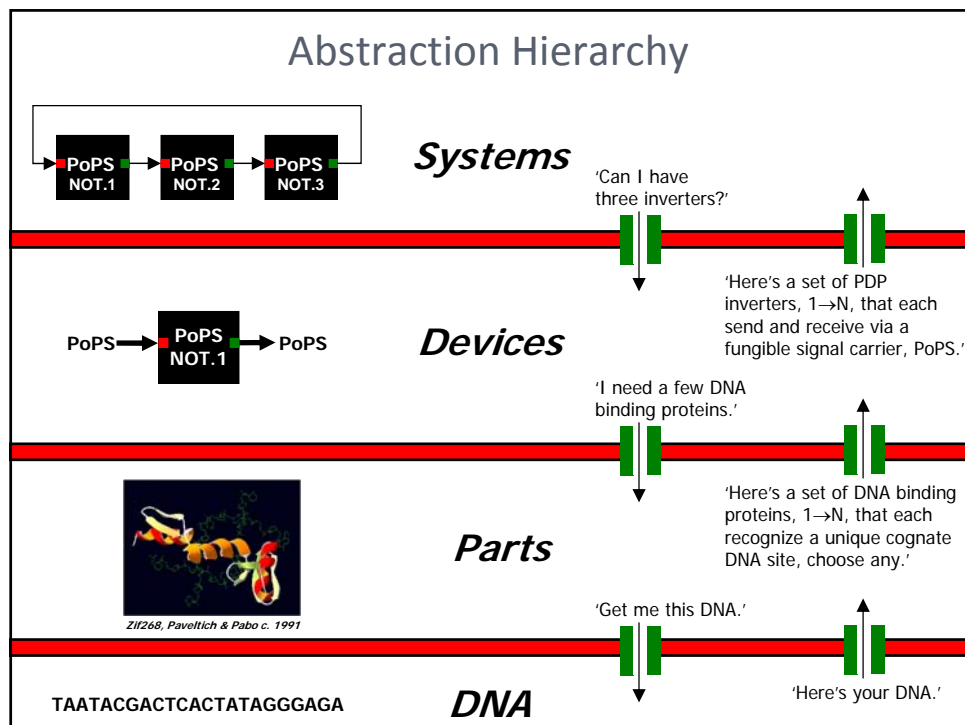 Abstraction Hierarchy
PoPS
NOT.1
PoPS
NOT.2
PoPS
NOT.3
Systems
'Can I have
three inverters?'
'Here's a set of PDP
inverters, 1→N, that each
send and receive via a
fungible signal carrier, PoPS.'
PoPS
PoPS
NOT.1
PoPS
Devices
'I need a few DNA
binding proteins.'
'Here's a set of DNA binding
proteins, 1→N, that each
recognize a unique cognate
DNA site, choose any.'
Zif268, Paveltich & Pabo c. 1991
Parts
'Get me this DNA.'
'Here's your DNA.'
TAATACGACTCACTATAGGGAGA
DNA